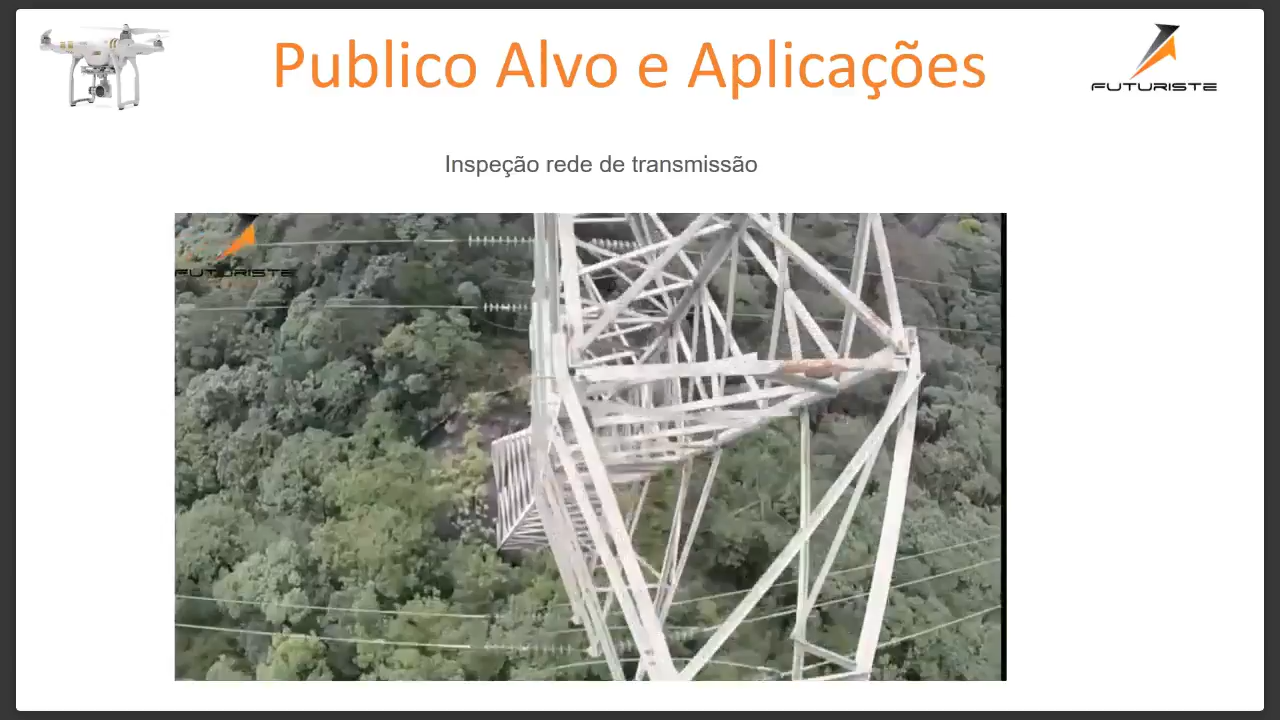 Publico Alvo e Aplicações
FUTURISTE
Inspeção rede de transmissão
FUTURISTE